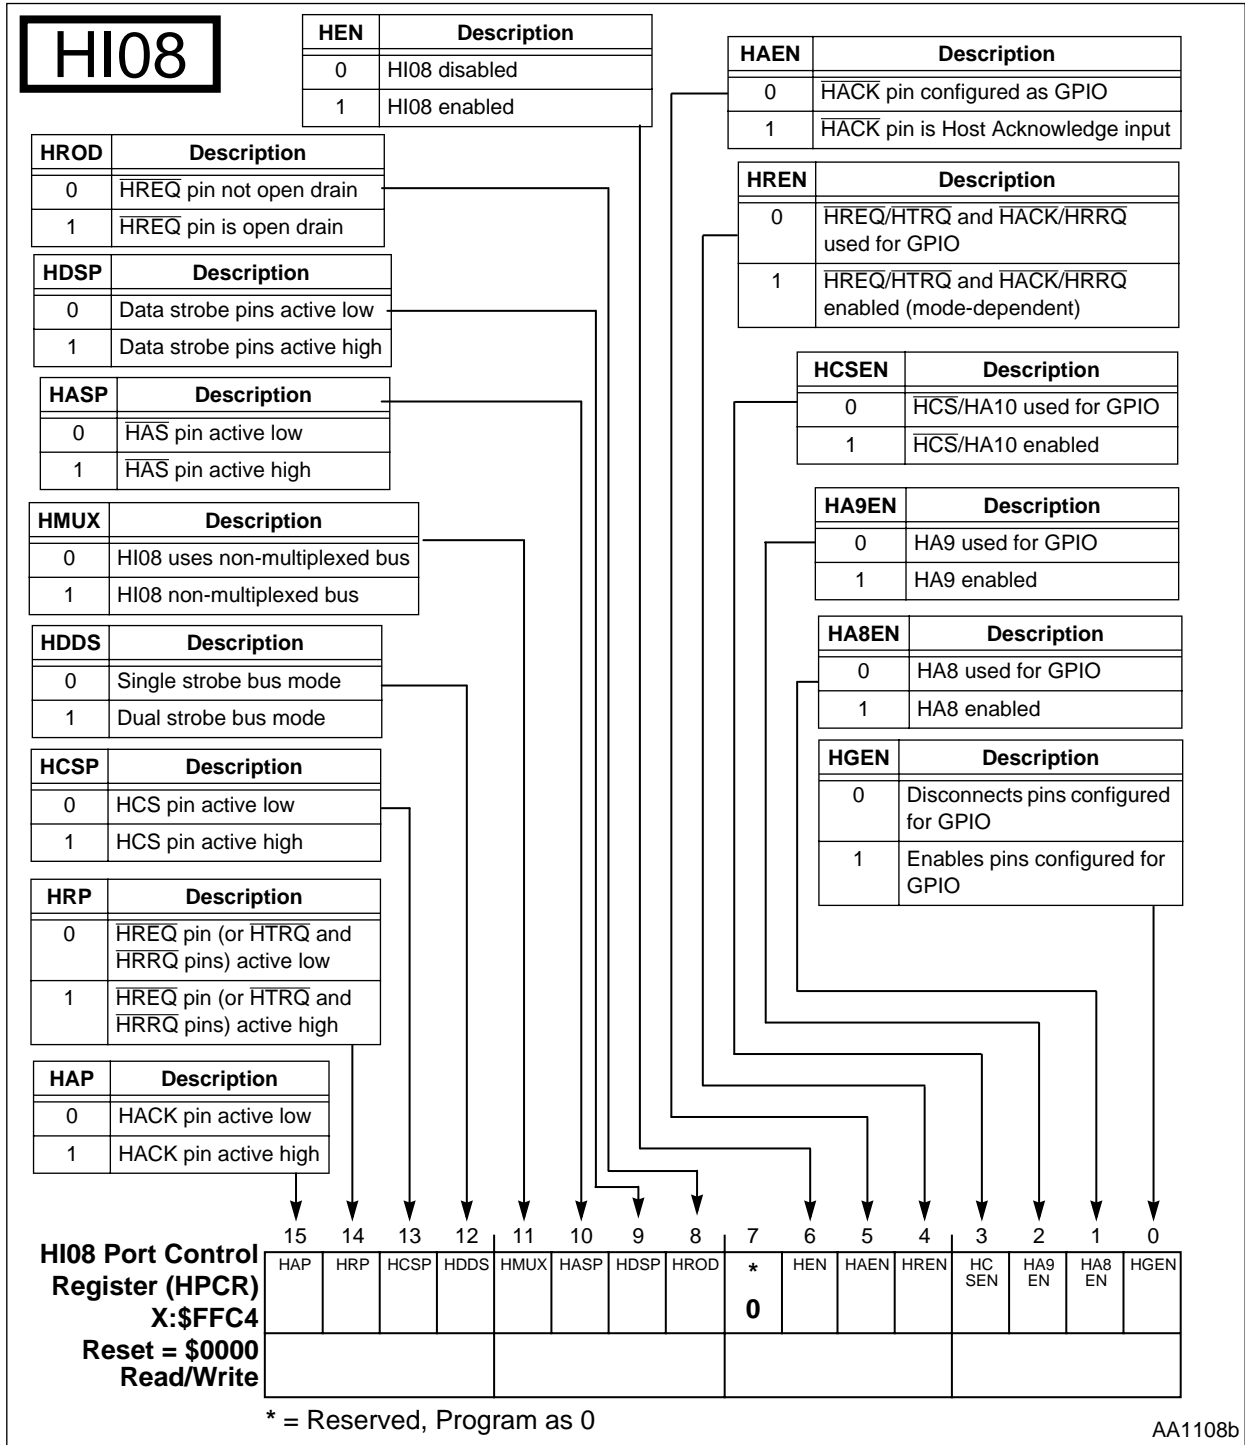 HI08
HEN Description
0 HI08 disabled
1 HI08 enabled
HROD Description
0 HREQ pin not open drain
1 HREQ pin is open drain
HDSP Description
0 Data strobe pins active low
1 Data strobe pins active high
HASP Description
0 HAS pin active low
1 HAS pin active high
HMUX Description
0 HI08 uses non-multiplexed bus
1 HI08 non-multiplexed bus
HDDS Description
0 Single strobe bus mode
1 Dual strobe bus mode
HCSP Description
0 HCS pin active low
1 HCS pin active high
HRP Description
0 HREQ pin (or HTRQ and
HRRQ pins) active low
1 HREQ pin (or HTRQ and
HRRQ pins) active high
HAP Description
0 HACK pin active low
1 HACK pin active high
HAEN Description
0 HACK pin configured as GPIO
1 HACK pin is Host Acknowledge input
HREN Description
0 HREQ/HTRQ and HACK/HRRQ
used for GPIO
1 HREQ/HTRQ and HACK/HRRQ
enabled (mode-dependent)
HCSEN Description
0 HCS/HA10 used for GPIO
1 HCS/HA10 enabled
HA9EN Description
0 HA9 used for GPIO
1 HA9 enabled
HA8EN Description
0 HA8 used for GPIO
1 HA8 enabled
HGEN Description
0 Disconnects pins configured
for GPIO
1 Enables pins configured for
GPIO
15 14 13 12 11 10 9 8 7 6 5 4 3 2 1 0
HI08 Port Control
Register (HPCR)
X:$FFC4
Reset = $0000
Read/Write
HAP HRP HCSP HDDS HMUX HASP HDSP HROD * HEN HAEN HREN HC HA9 HA8 HGEN
SEN EN EN
0
* = Reserved, Program as 0
AA1108b